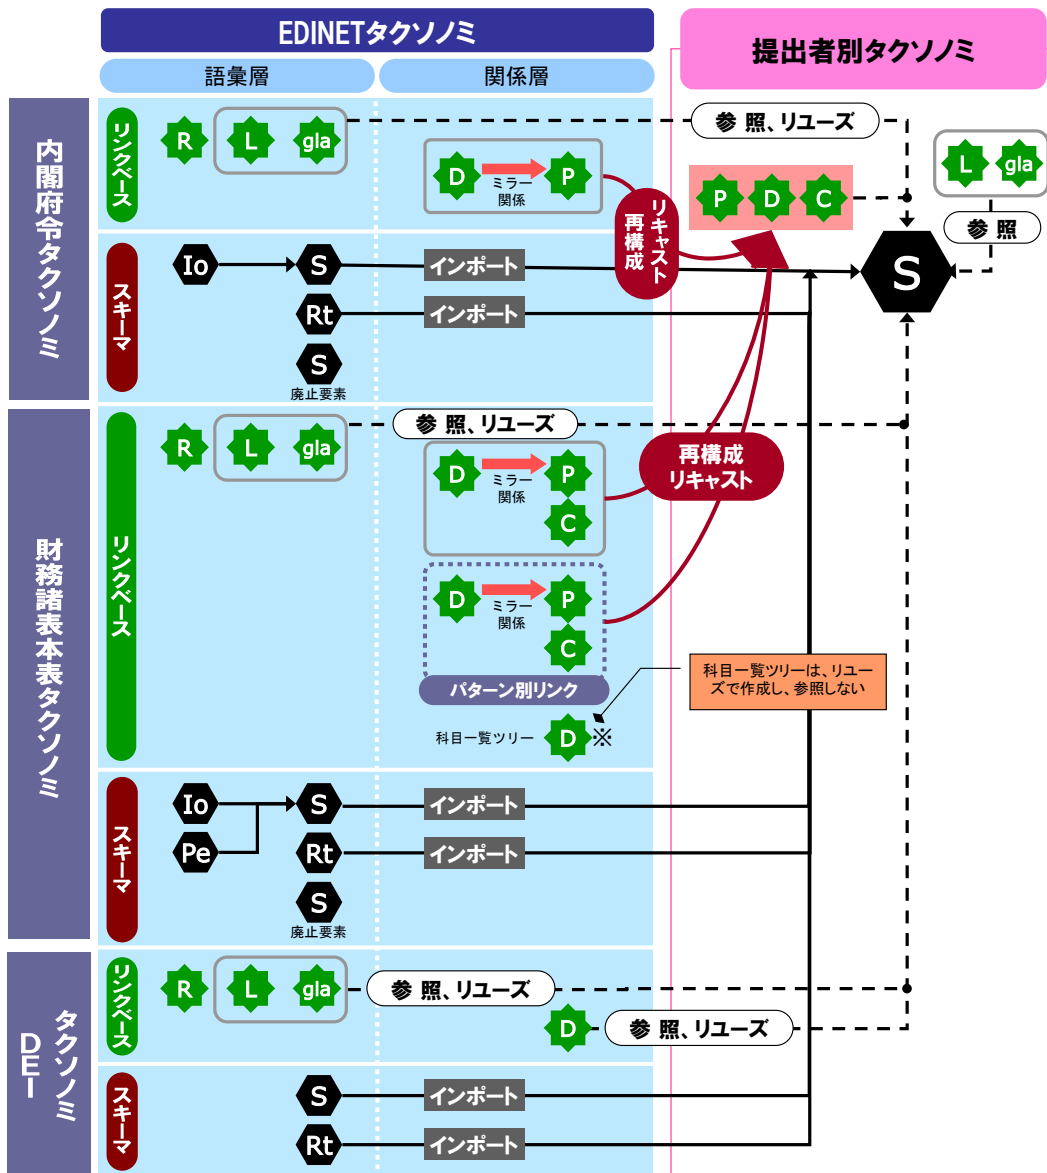 EDINETタクソノミ
提出者別タクソノミ
語彙層
関係層
内閣府令タクソノミ
リンクベース
R
L
gla
参照、リユーズ
D
ミラー
関係
P
リキャスト
再構成
P
D
C
L
gla
参照
S
スキーマ
Io
S
インポート
Rt
インポート
S
廃止要素
財務諸表本表タクソノミ
リンクベース
R
L
gla
参照、リユーズ
D
ミラー
関係
P
C
再構成
リキャスト
D
ミラー
関係
P
C
パターン別リンク
科目一覧ツリー
D
※
科目一覧ツリーは、リユー
ズで作成し、参照しない
スキーマ
Io
Pe
S
インポート
Rt
インポート
S
廃止要素
タクソノミ
DEI
リンクベース
R
L
gla
参照、リユーズ
D
参照、リユーズ
スキーマ
S
インポート
Rt
インポート